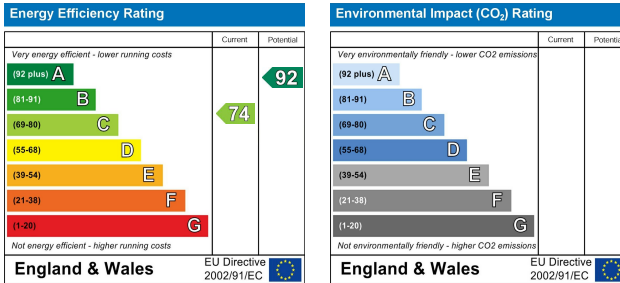 Energy Efficiency Rating
Current Potential
Very energy efficient - lower running costs
(92 plus) A
92
(81-91) B
74
(69-80) C
(55-68) D
(39-54) E
(21-38) F
(1-20) G
Not energy efficient - higher running costs
England & Wales
EU Directive
2002/91/EC
Environmental Impact (CO₂) Rating
Current Potential
Very environmentally friendly - lower CO2 emissions
(92 plus) A
(81-91) B
(69-80) C
(55-68) D
(39-54) E
(21-38) F
(1-20) G
Not environmentally friendly - higher CO2 emissions
England & Wales
EU Directive
2002/91/EC